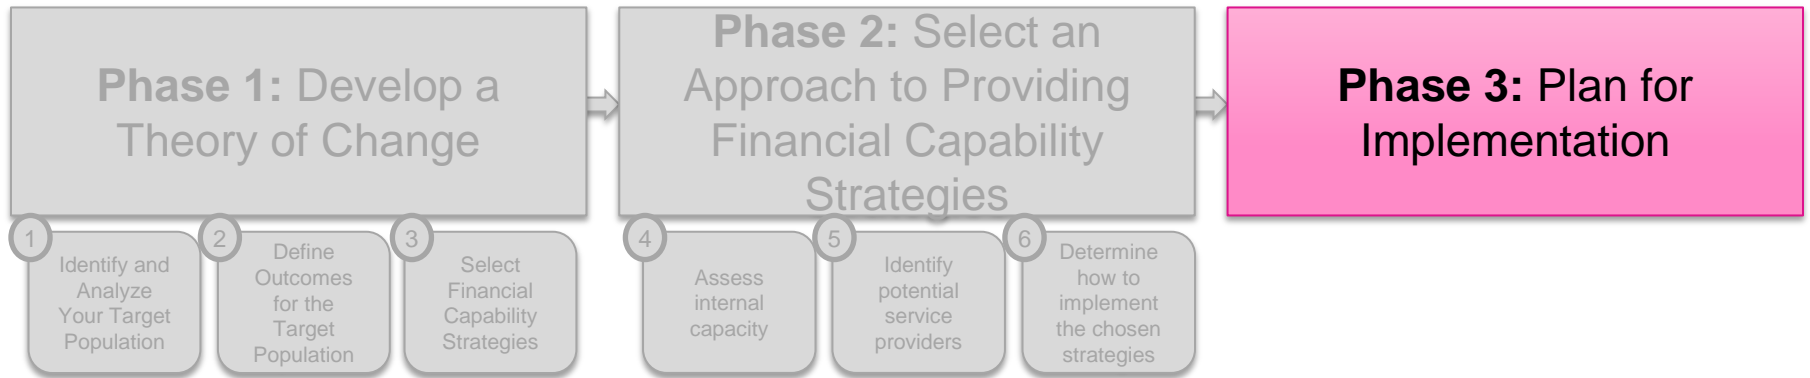 Phase 1: Develop a
Theory of Change
Phase 2: Select an
Approach to Providing
Financial Capability
Strategies
Phase 3: Plan for
Implementation
1
Identify and
Analyze
Your Target
Population
2
Define
Outcomes
for the
Target
Population
3
Select
Financial
Capability
Strategies
4
Assess
internal
capacity
5
Identify
potential
service
providers
6
Determine
how to
implement
the chosen
strategies